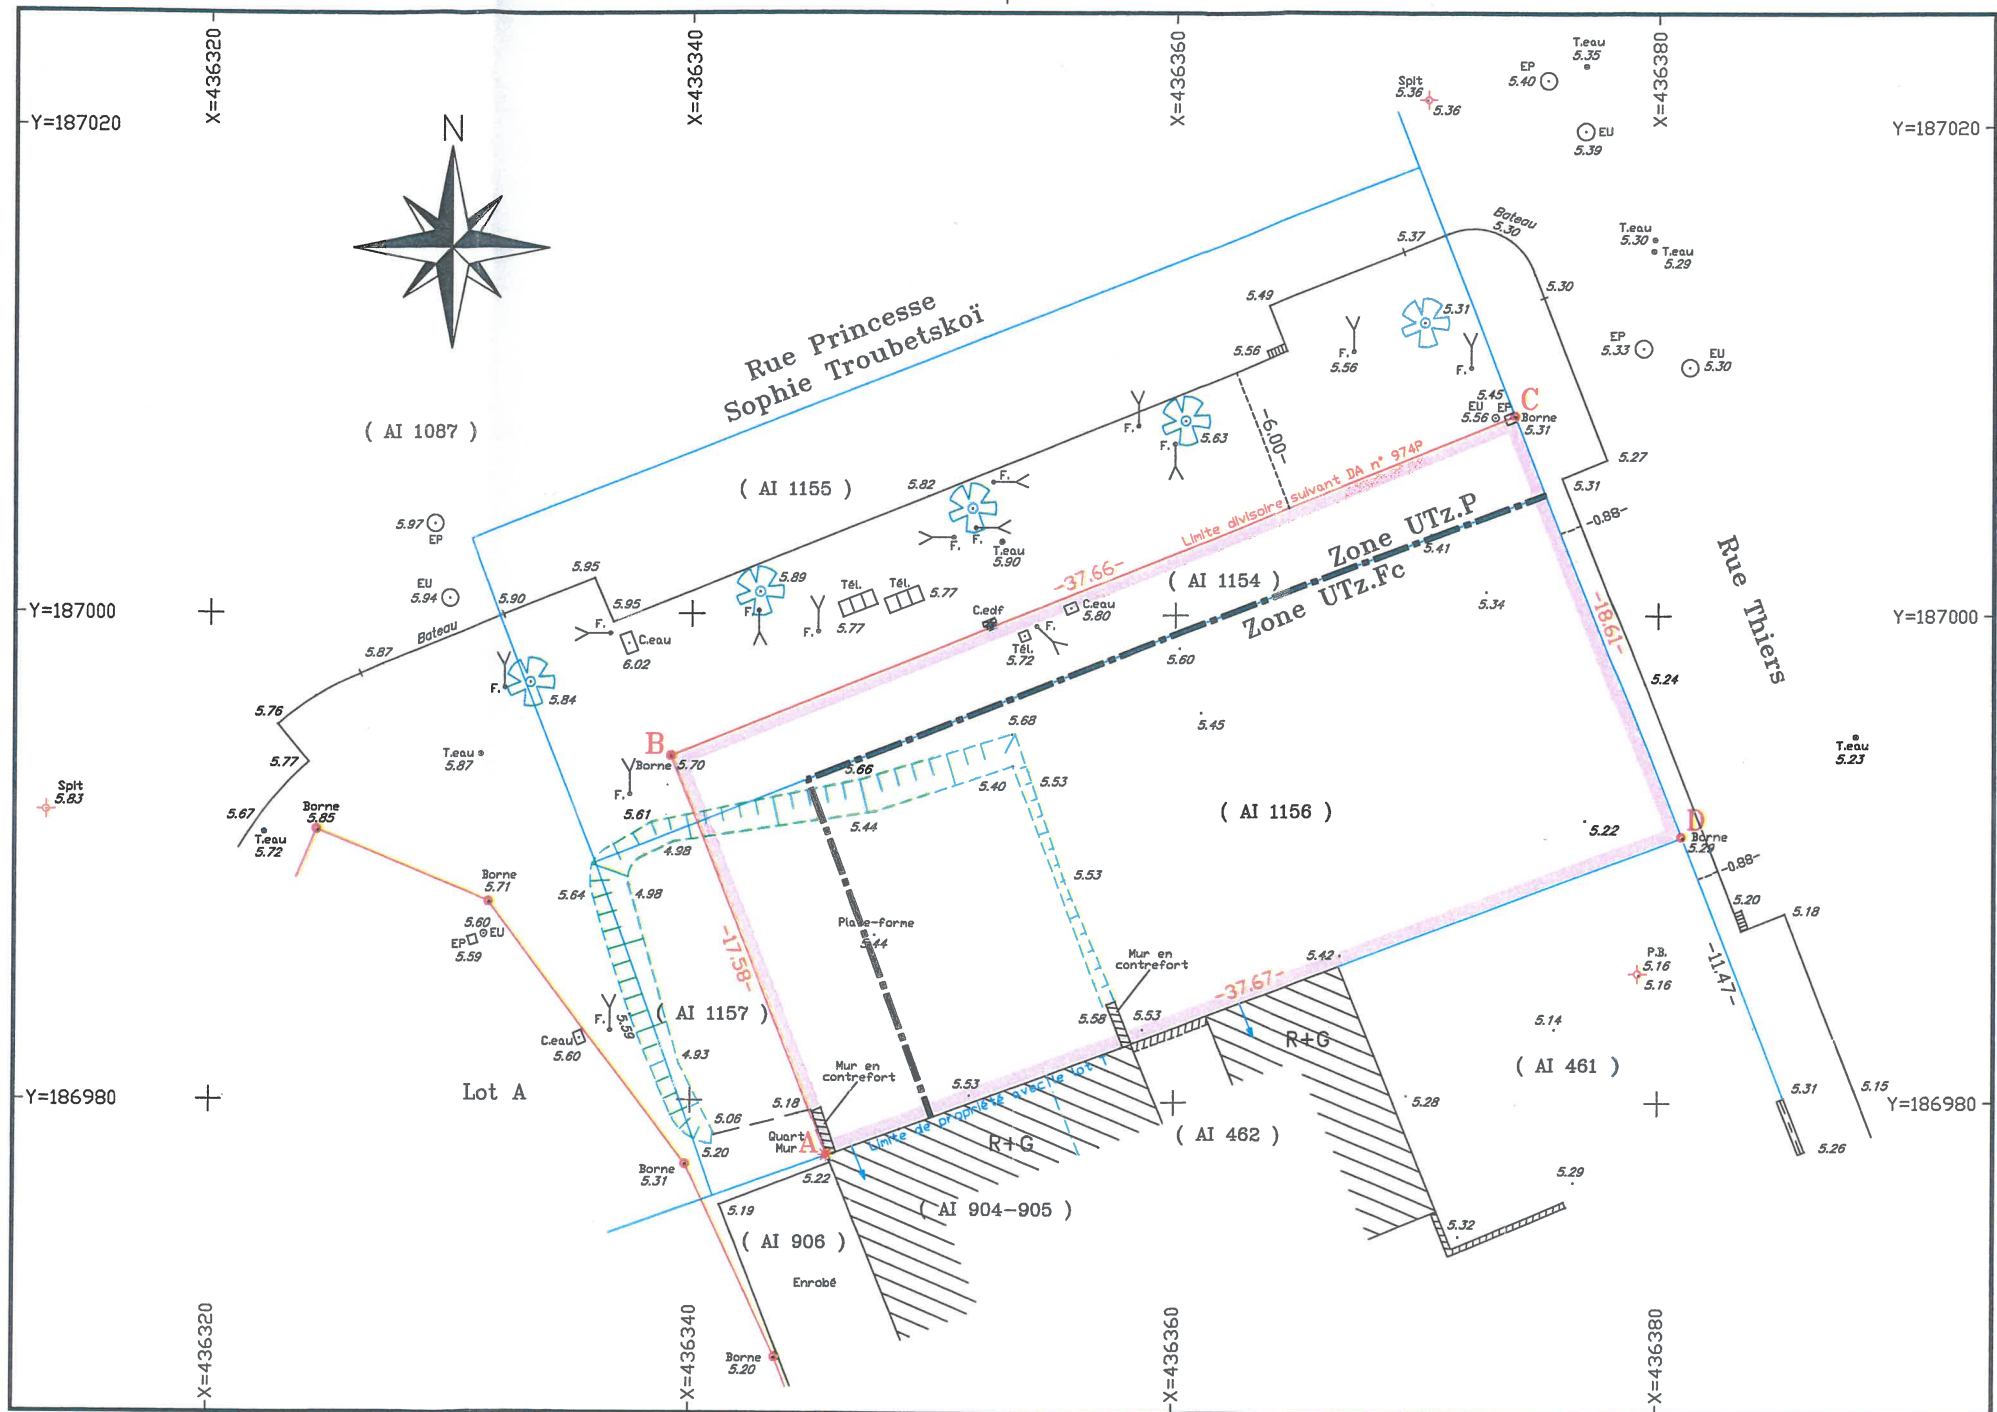 X=436320
X=436340
X=436360
X=436380
Y=187020
Y=187020
N
T.eau
5.35
EP
5.40
Splt
5.36
5.36
EU
5.39
Bateau
5.30
5.37
T.eau
5.30
T.eau
5.29
5.30
5.49
5.31
Rue Princesse
Sophie Troubetskoï
5.56
F.
5.56
F.
EP
5.33
EU
5.30
5.45
C
EU
EP
5.56
Borne
5.31
( AI 1087 )
F.
5.63
F.
-6.00-
5.27
5.31
( AI 1155 )
5.82
F.
Limite divisoire suivant DA n° 974P
5.97
EP
F.
F.
T.eau
5.90
-0.88-
Zone UTz.P
5.41
Zone UTz.Fc
Rue Thiers
5.95
5.89
Tél.
Tél.
5.77
5.77
-37.66-
( AI 1154 )
EU
5.94
5.90
5.95
F.
F.
C.edf
C.eau
5.80
5.34
-18.61-
Y=187000
Y=187000
Bateau
F.
C.eau
6.02
F.
Tél.
5.72
5.60
5.87
F.
5.84
5.24
5.76
5.68
5.45
B
Borne
5.70
T.eau
5.87
5.77
5.66
T.eau
5.23
Splt
5.83
F.
5.53
5.40
5.67
Borne
5.85
5.61
5.44
( AI 1156 )
5.22
D
Borne
5.29
T.eau
5.72
4.98
-0.88-
Borne
5.71
5.64
4.98
5.53
5.60
EU
EP
5.59
Plate-forme
5.44
5.20
5.18
-17.58-
Mur en
contrefort
5.42
P.B.
5.16
5.16
-11.47-
-37.67-
( AI 1157 )
F.
5.59
5.58
5.53
5.14
C.eau
5.60
R+G
4.93
Mur en
contrefort
( AI 461 )
Lot A
5.53
5.31
5.15
Y=186980
Y=186980
5.18
5.06
Limite de propriété avec le lot 1
5.28
Quart
Mur
A
R+G
( AI 462 )
5.20
5.26
Borne
5.31
5.22
5.29
5.19
( AI 904-905 )
5.32
( AI 906 )
Enrobé
Borne
5.20
X=436320
X=436340
X=436360
X=436380